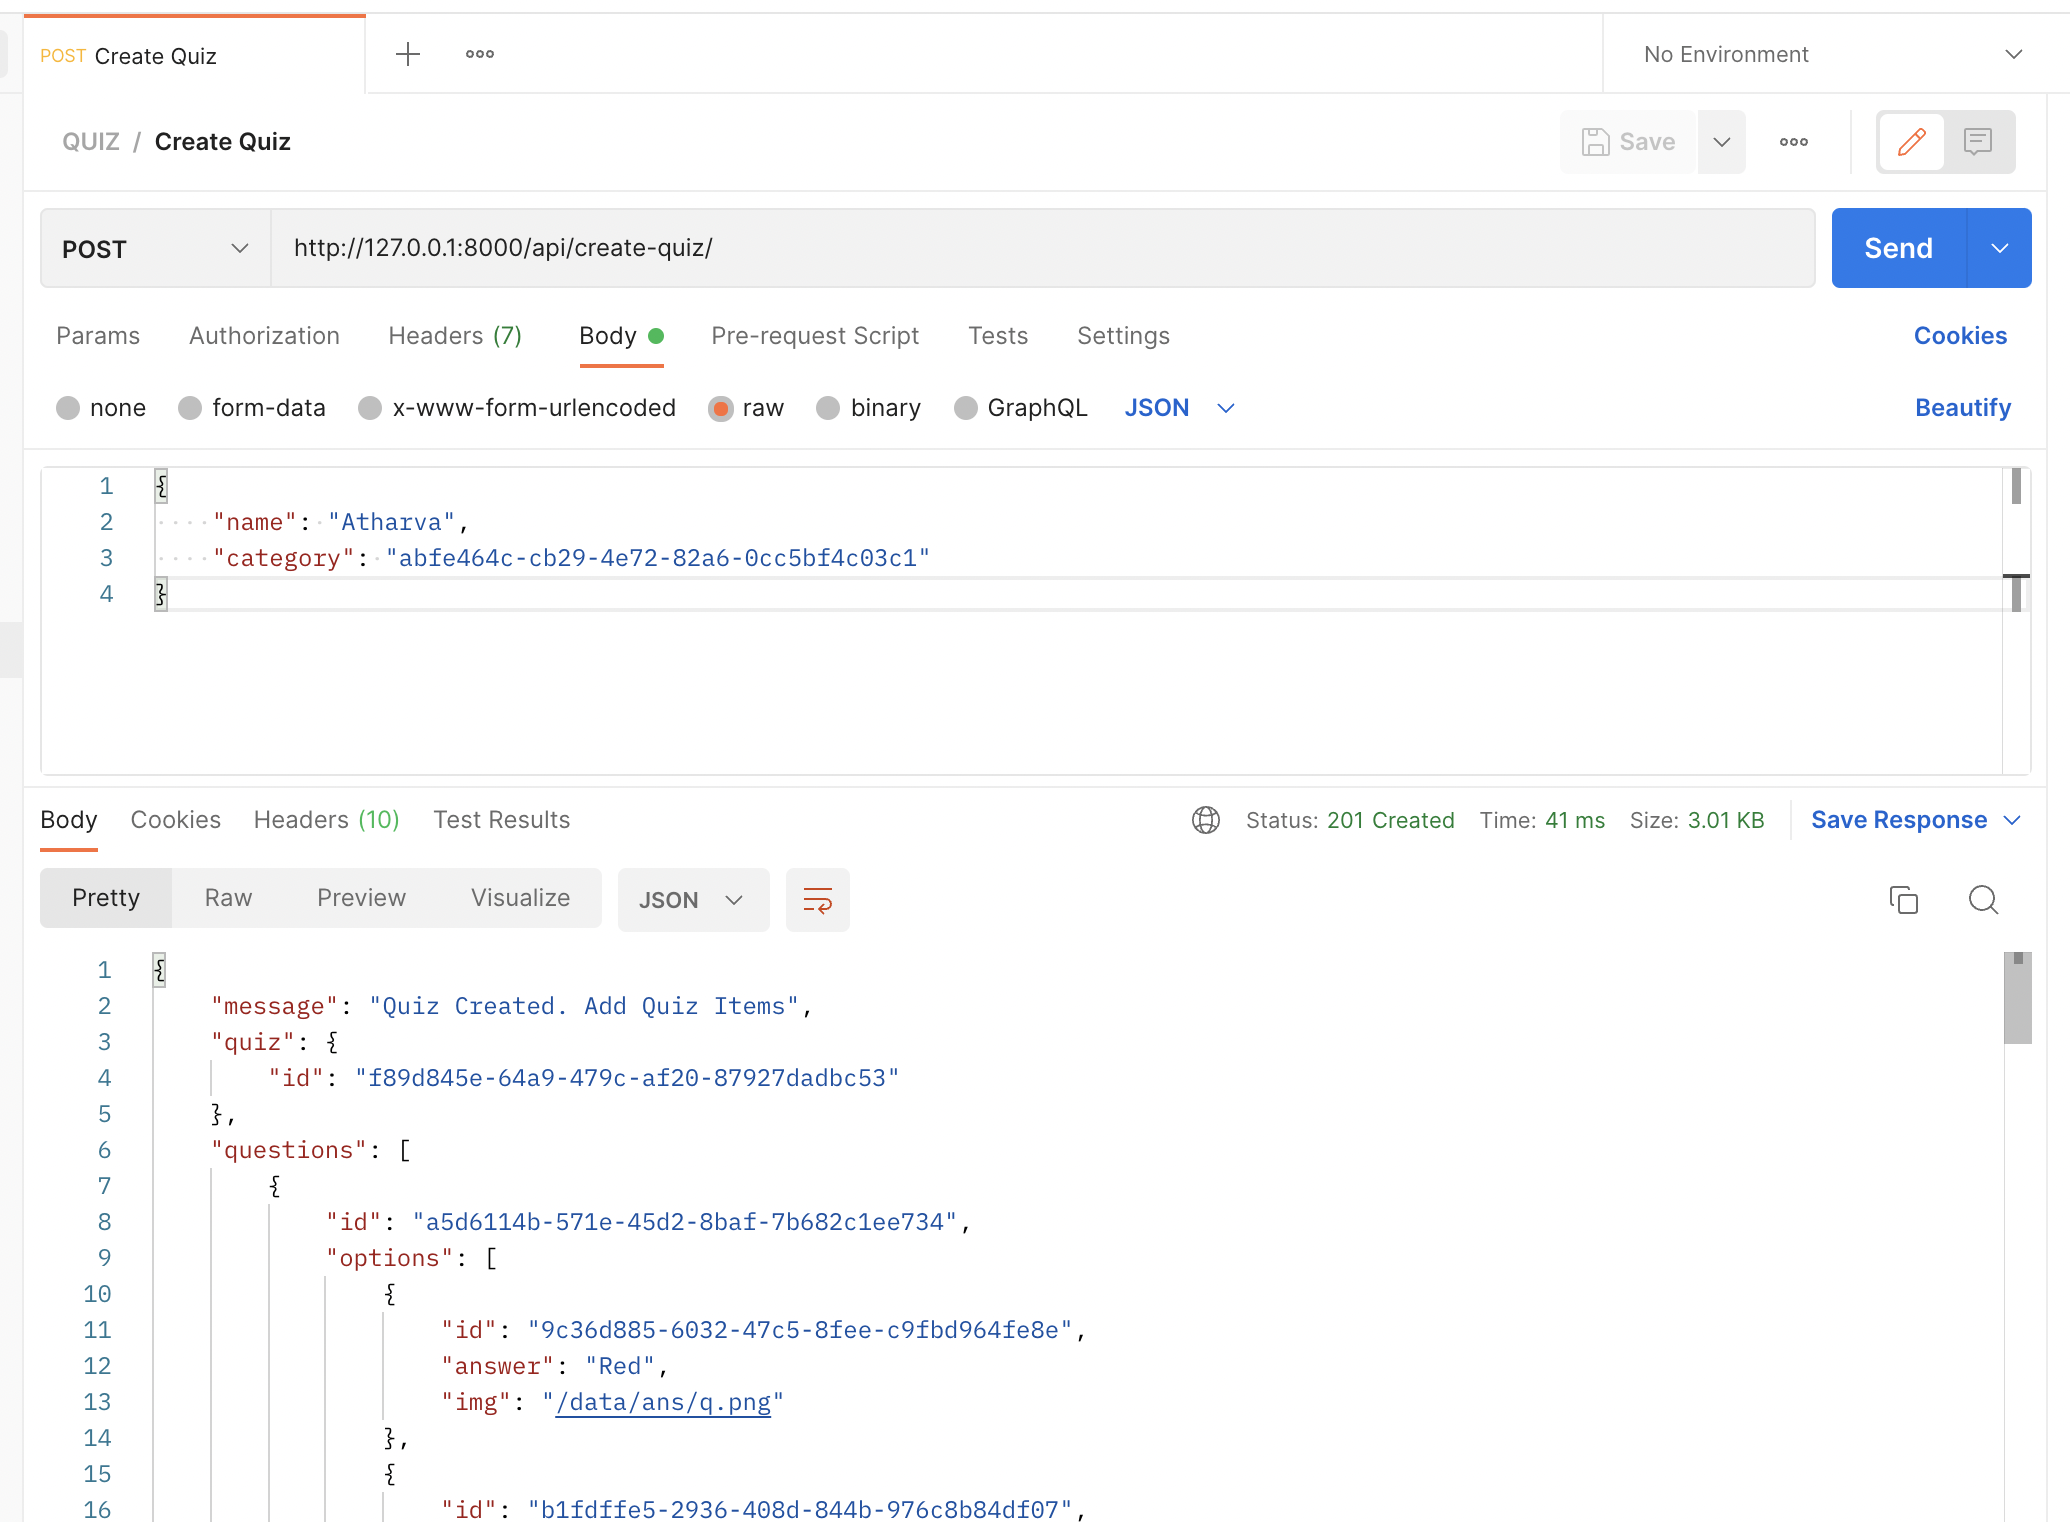 POST Create Quiz
No Environment
QUIZ / Create Quiz
Save
POST
http://127.0.0.1:8000/api/create-quiz/
Send
Params Authorization Headers (7) Body Pre-request Script Tests Settings Cookies
none form-data x-www-form-urlencoded raw binary GraphQL JSON Beautify
1 {
2 "name": "Atharva",
3 "category": "abfe464c-cb29-4e72-82a6-0cc5bf4c03c1"
4 }
Body Cookies Headers (10) Test Results Status: 201 Created Time: 41 ms Size: 3.01 KB Save Response
Pretty Raw Preview Visualize JSON
1 {
2 "message": "Quiz Created. Add Quiz Items",
3 "quiz": {
4 "id": "f89d845e-64a9-479c-af20-87927dadbc53"
5 },
6 "questions": [
7 {
8 "id": "a5d6114b-571e-45d2-8baf-7b682c1ee734",
9 "options": [
10 {
11 "id": "9c36d885-6032-47c5-8fee-c9fbd964fe8e",
12 "answer": "Red",
13 "img": "/data/ans/q.png"
14 },
15 {
16 "id": "b1fdffe5-2936-408d-844b-976c8b84df07",